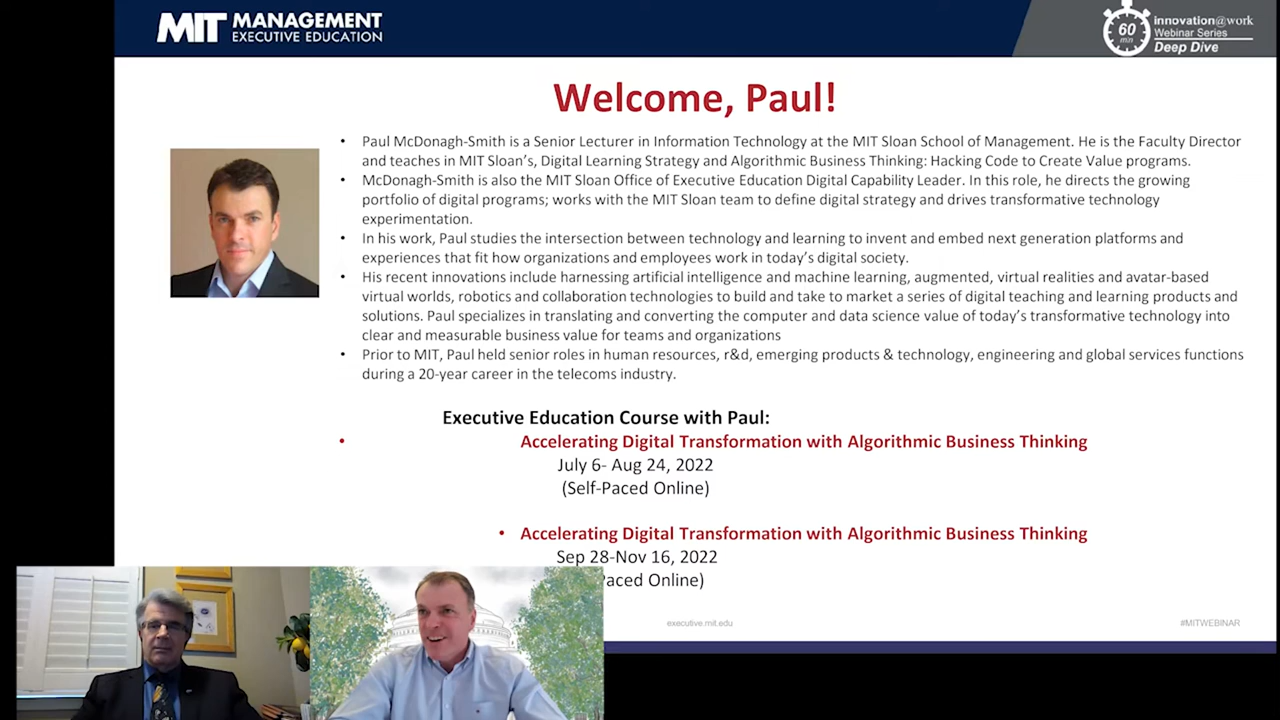 MIT MANAGEMENT
EXECUTIVE EDUCATION
60
min
innovation@work
Webinar Series
Deep Dive
Welcome, Paul!
• Paul McDonagh-Smith is a Senior Lecturer in Information Technology at the MIT Sloan School of Management. He is the Faculty Director
and teaches in MIT Sloan’s, Digital Learning Strategy and Algorithmic Business Thinking: Hacking Code to Create Value programs.
• McDonagh-Smith is also the MIT Sloan Office of Executive Education Digital Capability Leader. In this role, he directs the growing
portfolio of digital programs; works with the MIT Sloan team to define digital strategy and drives transformative technology
experimentation.
• In his work, Paul studies the intersection between technology and learning to invent and embed next generation platforms and
experiences that fit how organizations and employees work in today’s digital society.
• His recent innovations include harnessing artificial intelligence and machine learning, augmented, virtual realities and avatar-based
virtual worlds, robotics and collaboration technologies to build and take to market a series of digital teaching and learning products and
solutions. Paul specializes in translating and converting the computer and data science value of today’s transformative technology into
clear and measurable business value for teams and organizations
• Prior to MIT, Paul held senior roles in human resources, r&d, emerging products & technology, engineering and global services functions
during a 20-year career in the telecoms industry.
Executive Education Course with Paul:
• Accelerating Digital Transformation with Algorithmic Business Thinking
July 6- Aug 24, 2022
(Self-Paced Online)
• Accelerating Digital Transformation with Algorithmic Business Thinking
Sep 28-Nov 16, 2022
Paced Online)
executive.mit.edu
#MITWEBINAR